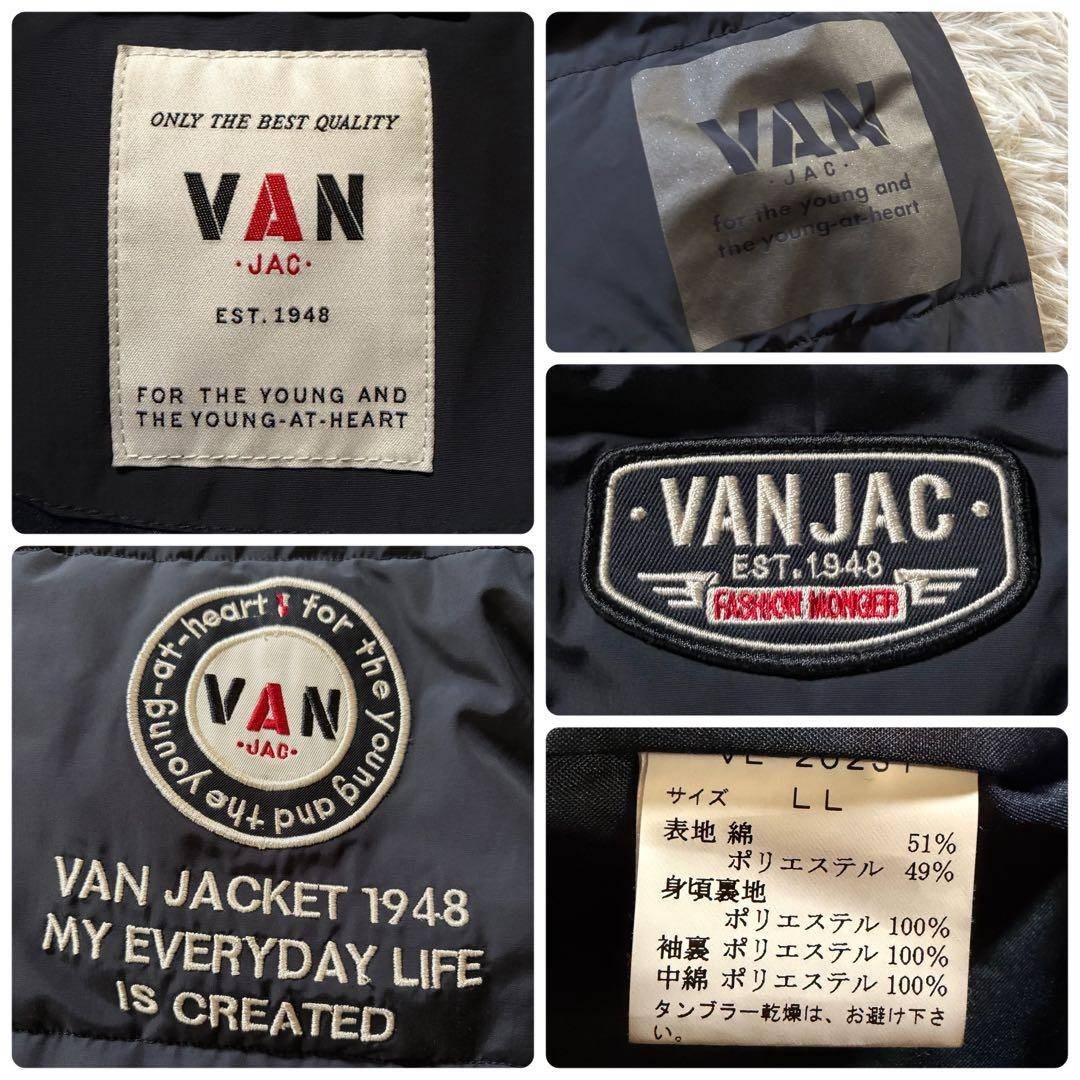 ONLY THE BEST QUALITY
VAN
·JAC·
EST. 1948
FOR THE YOUNG AND
THE YOUNG-AT-HEART
VAN
·JAC·
for the young and
the young-at-heart
·VAN JAC·
EST.1948
FASHION MONGER
for the young and the young-at-heart
VAN
·JAC·
VAN JACKET 1948
MY EVERYDAY LIFE
IS CREATED
サイズ LL
表地 綿 51%
ポリエステル 49%
身頃裏地
ポリエステル 100%
袖裏 ポリエステル 100%
中綿 ポリエステル 100%
タンブラー乾燥は、お避け下さ
い。